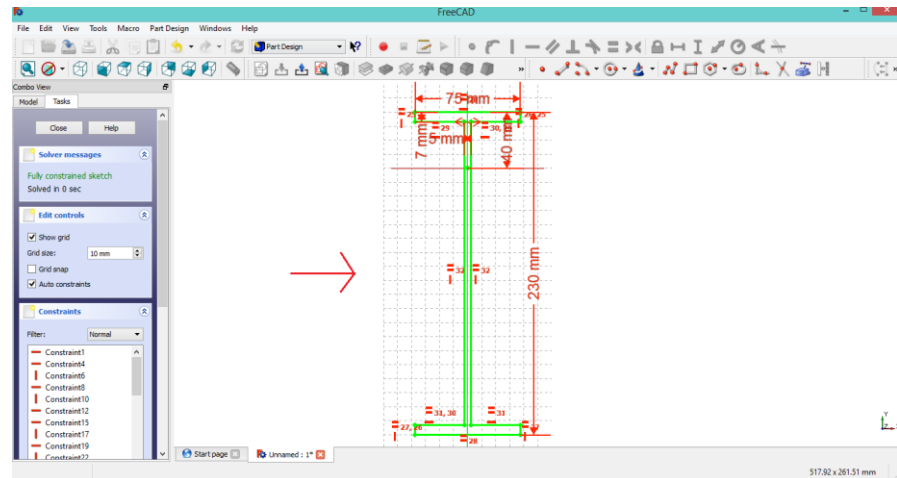 FreeCAD
File Edit View Tools Macro Part Design Windows Help
Part Design
Combo View
Model Tasks
Close Help
Solver messages
Fully constrained sketch
Solved in 0 sec
Edit controls
Show grid
Grid size: 10 mm
Grid snap
Auto constraints
Constraints
Filter: Normal
Constraint1
Constraint4
Constraint6
Constraint8
Constraint10
Constraint12
Constraint15
Constraint17
Constraint19
Constraint22
75 mm
25
29
30,
7 mm
5 mm
40 mm
32
32
230 mm
31, 30
31
28
Y
Start page
Unnamed : 1*
517.92 x 261.51 mm